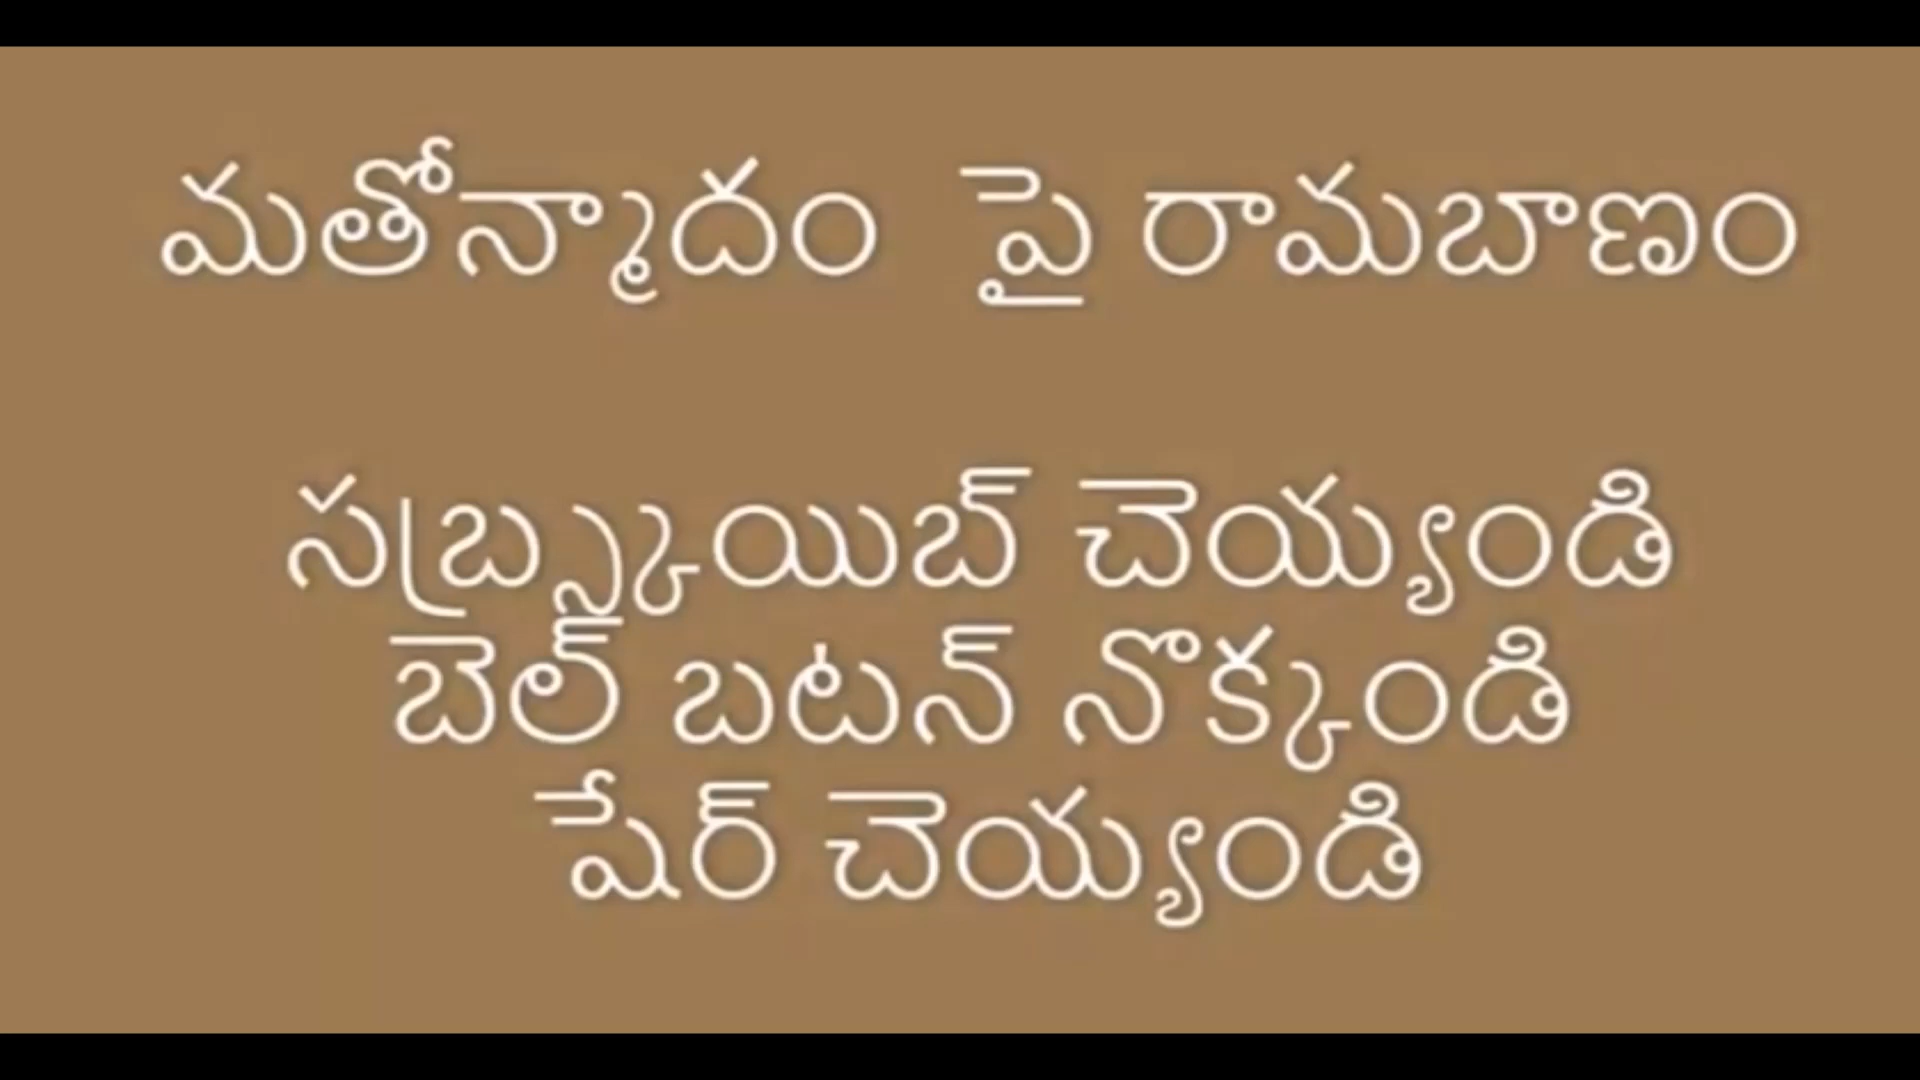 మతోన్మాదం పై రామబాణం
సబ్స్క్రయిబ్ చెయ్యండి
బెల్ బటన్ నొక్కండి
షేర్ చెయ్యండి